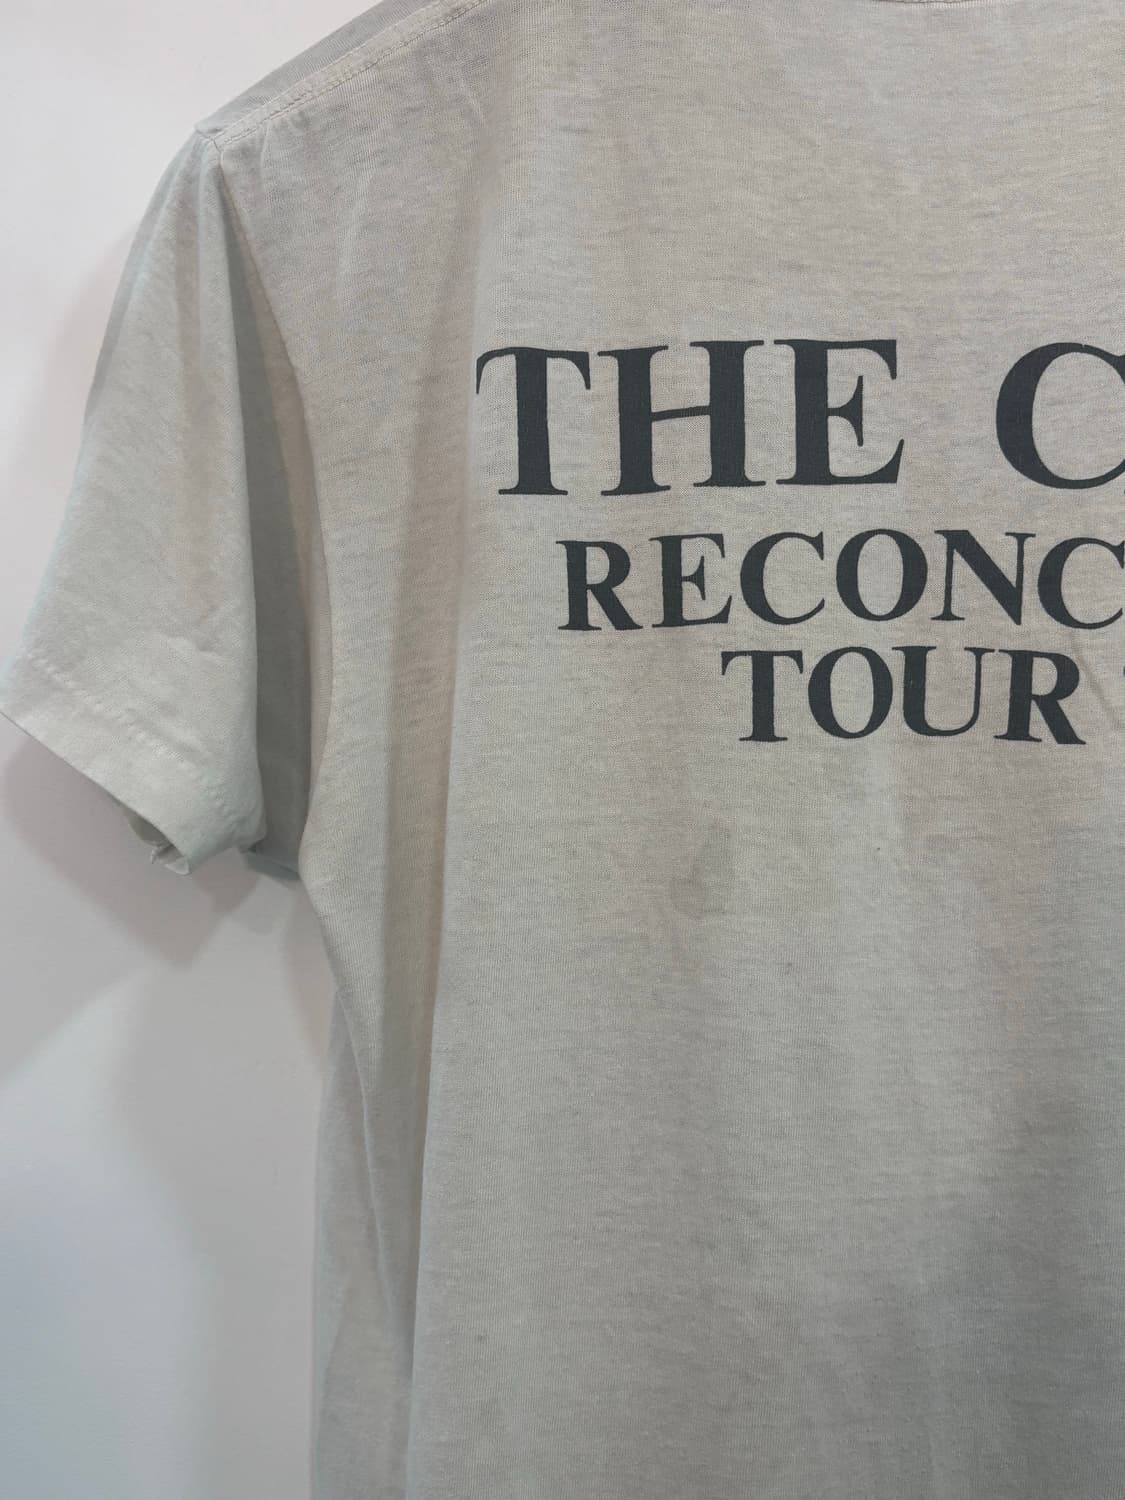 THE C
RECONC
TOUR '